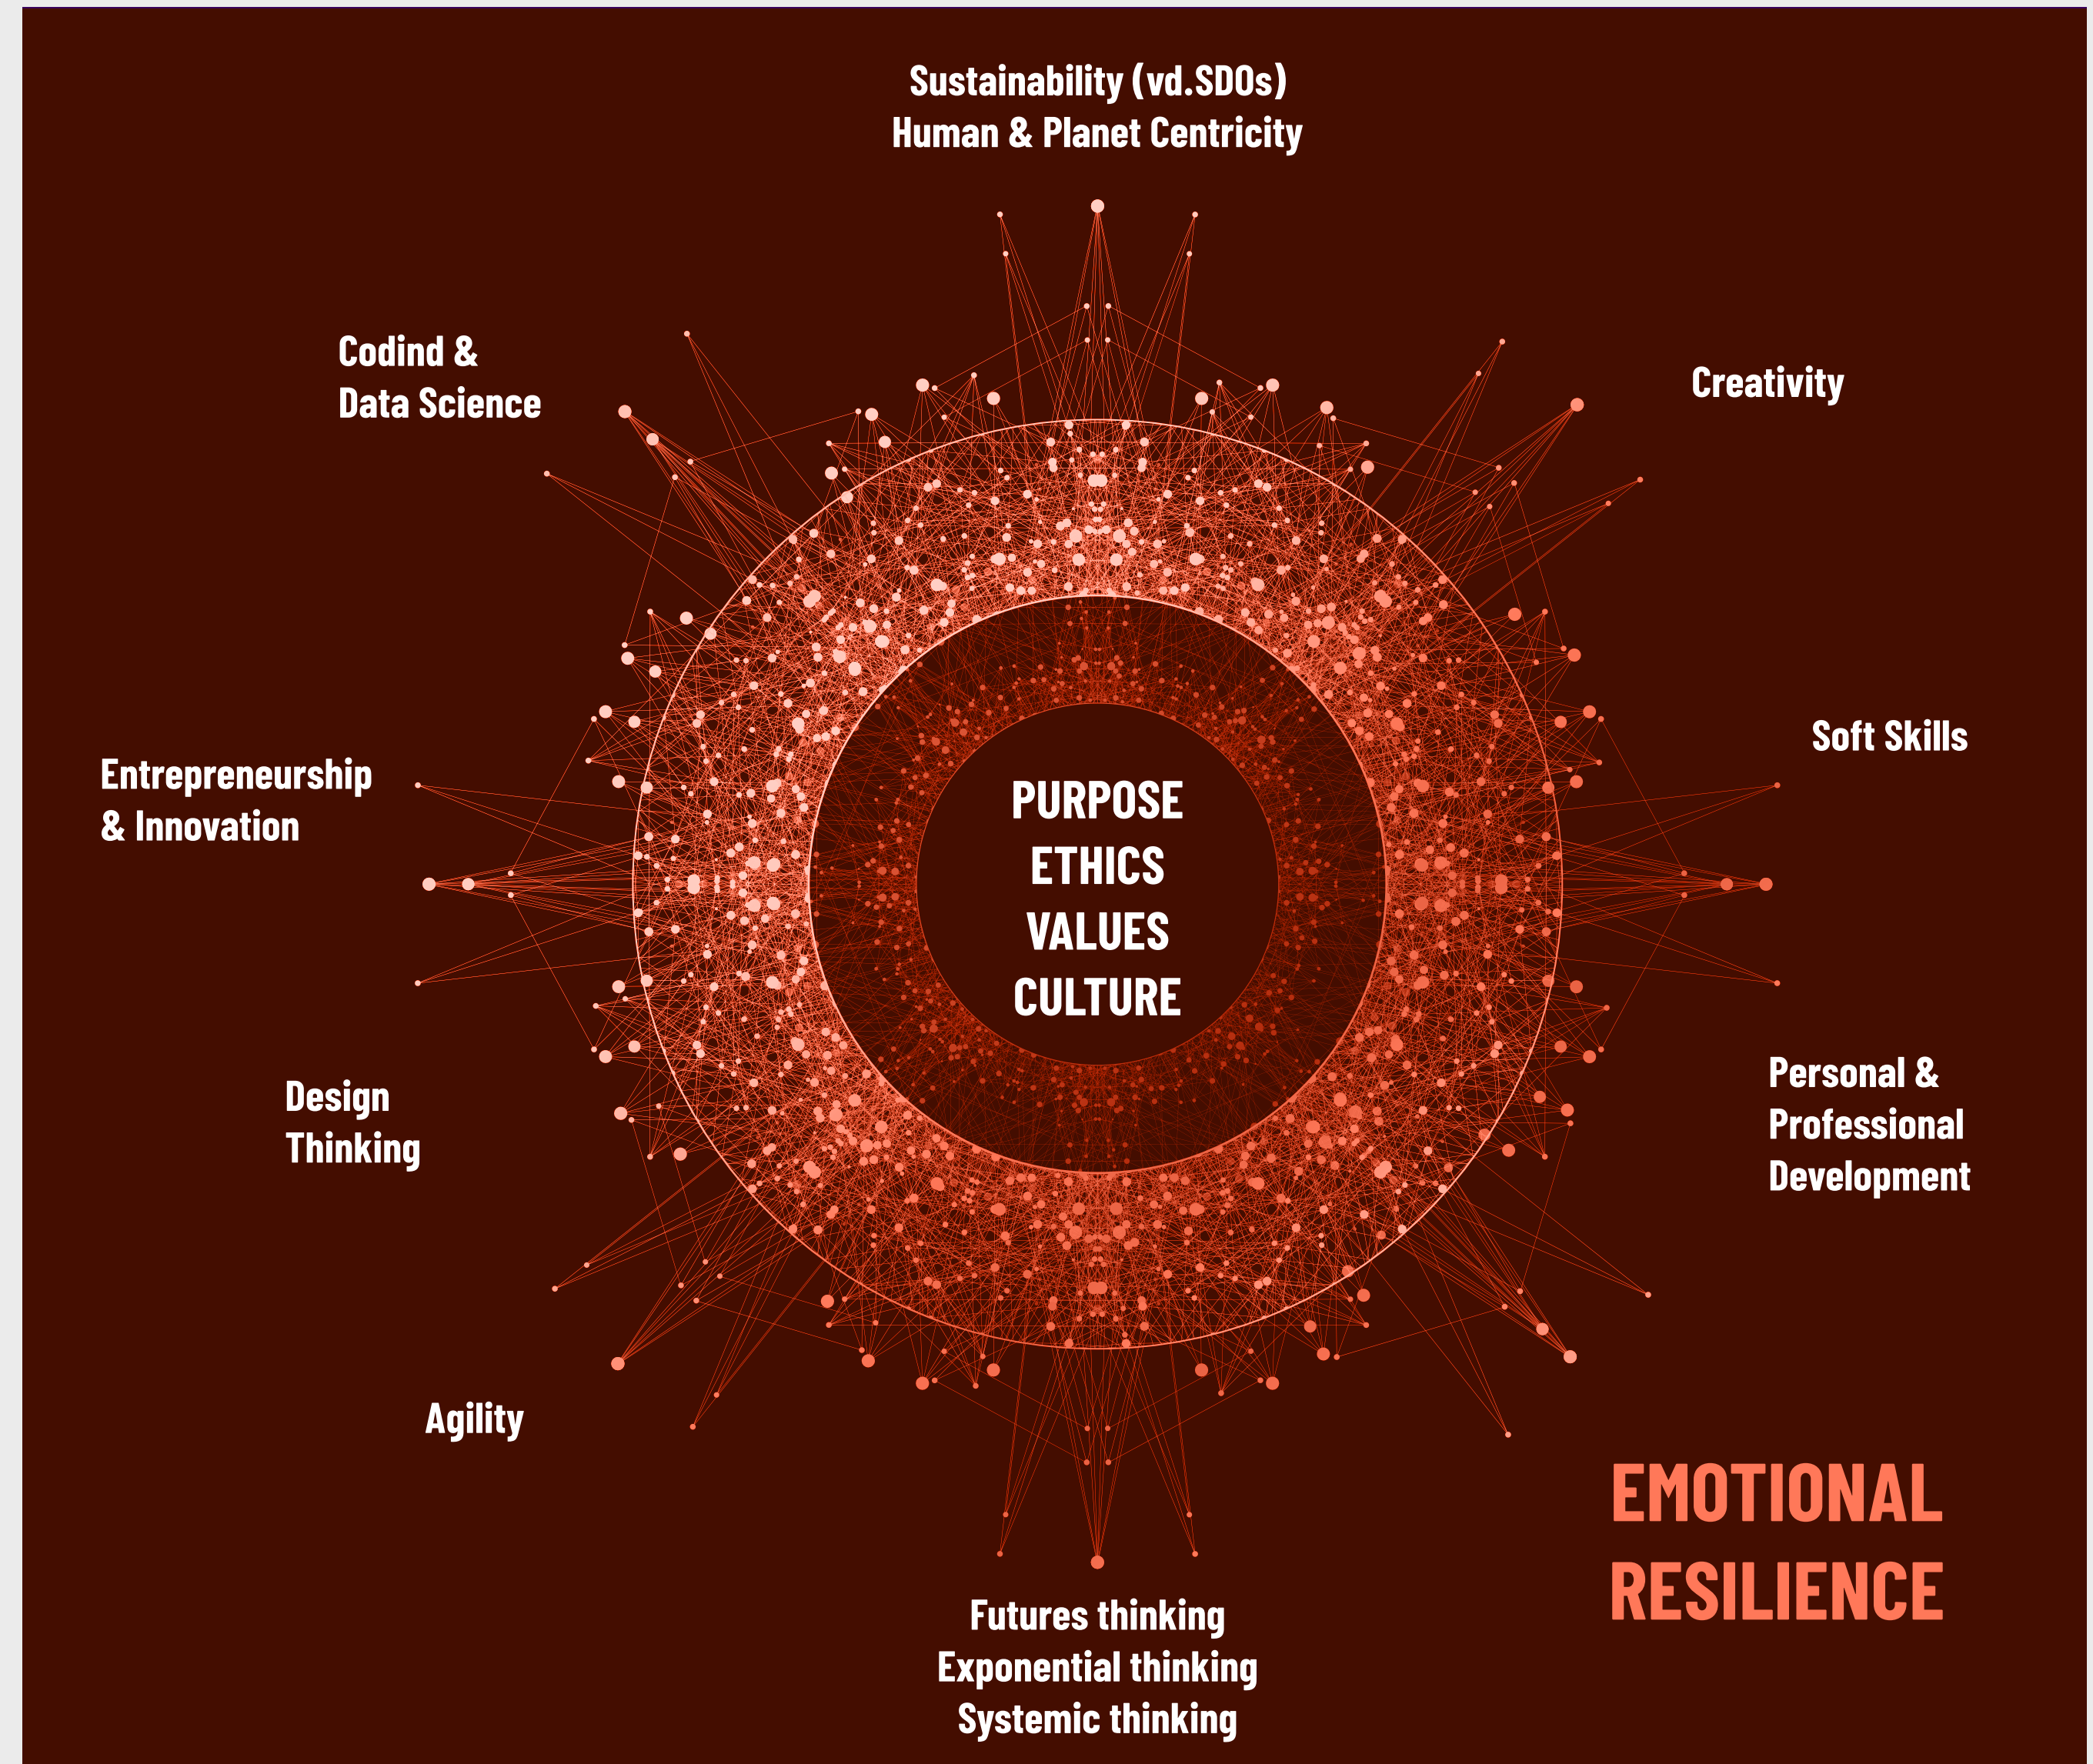 Sustainability (vd.SDOs)
Human & Planet Centricity
Codind &
Data Science
Creativity
Soft Skills
Entrepreneurship
& Innovation
PURPOSE
ETHICS
VALUES
CULTURE
Personal &
Professional
Development
Design
Thinking
Agility
EMOTIONAL
RESILIENCE
Futures thinking
Exponential thinking
Systemic thinking